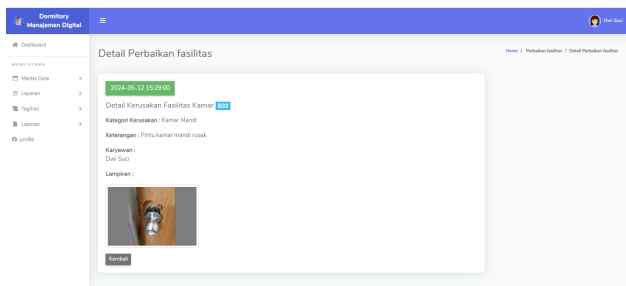 Dormitory
Manajemen Digital
Dwi Suci
Dashboard
MENU UTAMA
Master Data
Layanan
Tagihan
Laporan
profile
Detail Perbaikan fasilitas
Home / Perbaikan fasilitas / Detail Perbaikan fasilitas
2024-05-12 15:29:00
Detail Kerusakan Fasilitas Kamar B33
Kategori Kerusakan : Kamar Mandi
Keterangan : Pintu kamar mandi rusak
Karyawan :
Dwi Suci
Lampiran :
Kembali